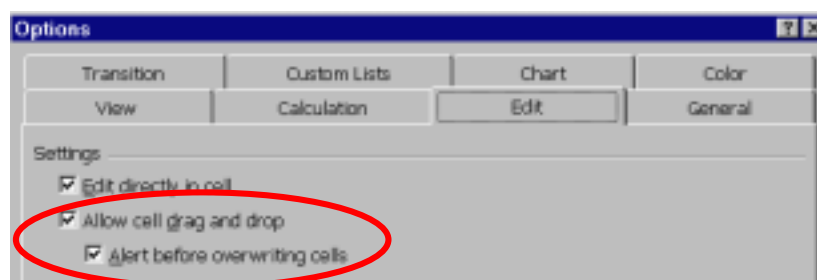 Options
Transition Custom Lists Chart Color
View Calculation Edit General
Settings
Edit directly in cell
Allow cell drag and drop
Alert before overwriting cells